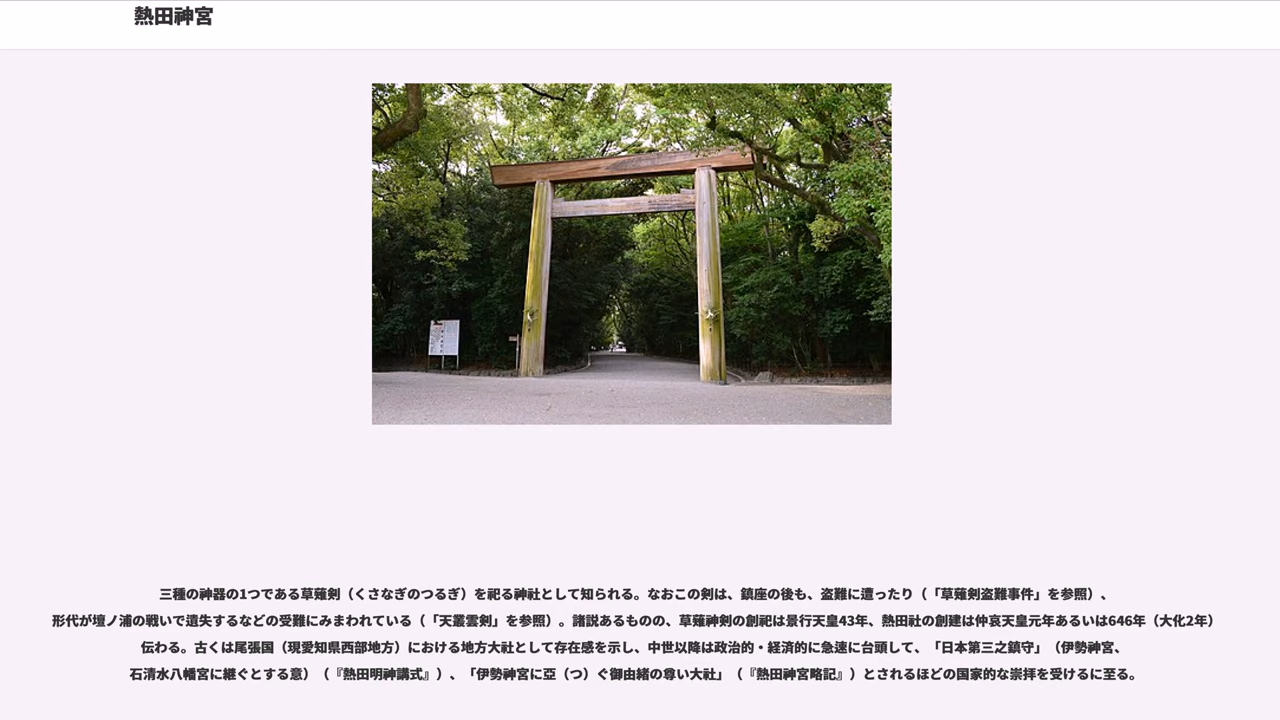 熱田神宮
三種の神器の1つである草薙剣（くさなぎのつるぎ）を祀る神社として知られる。なおこの剣は、鎮座の後も、盗難に遭ったり（「草薙剣盗難事件」を参照）、
形代が壇ノ浦の戦いで遺失するなどの受難にみまわれている（「天叢雲剣」を参照）。諸説あるものの、草薙神剣の創祀は景行天皇43年、熱田社の創建は仲哀天皇元年あるいは646年（大化2年）
伝わる。古くは尾張国（現愛知県西部地方）における地方大社として存在感を示し、中世以降は政治的・経済的に急速に台頭して、「日本第三之鎮守」（伊勢神宮、
石清水八幡宮に継ぐとする意）（『熱田明神講式』）、「伊勢神宮に亞（つ）ぐ御由緒の尊い大社」（『熱田神宮略記』）とされるほどの国家的な崇拝を受けるに至る。